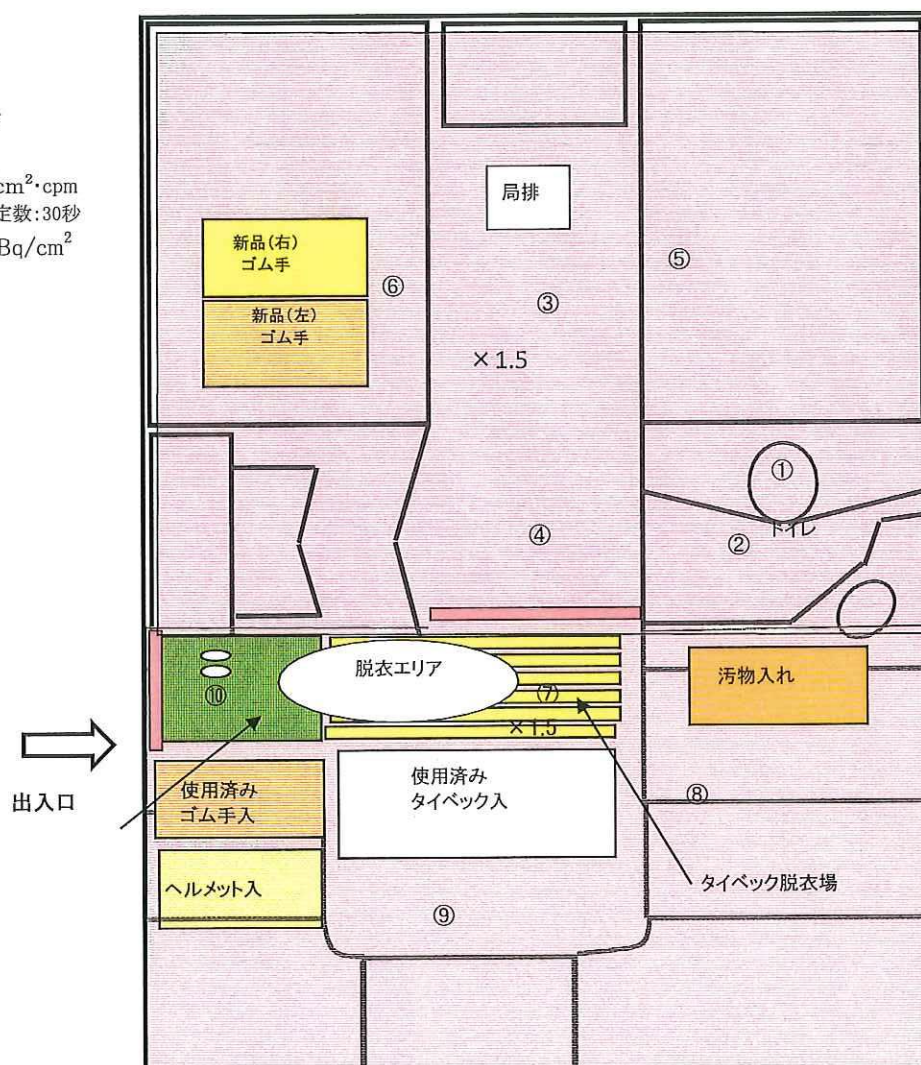 cm²・cpm
定数:30秒
Bq/cm²
局排
新品(右)
ゴム手
⑥
新品(左)
ゴム手
③
⑤
×1.5
①
トイレ
②
④
脱衣エリア
⑩
⑦
×1.5
汚物入れ
出入口
使用済み
ゴム手入
使用済み
タイベック入
⑧
ヘルメット入
タイベック脱衣場
⑨